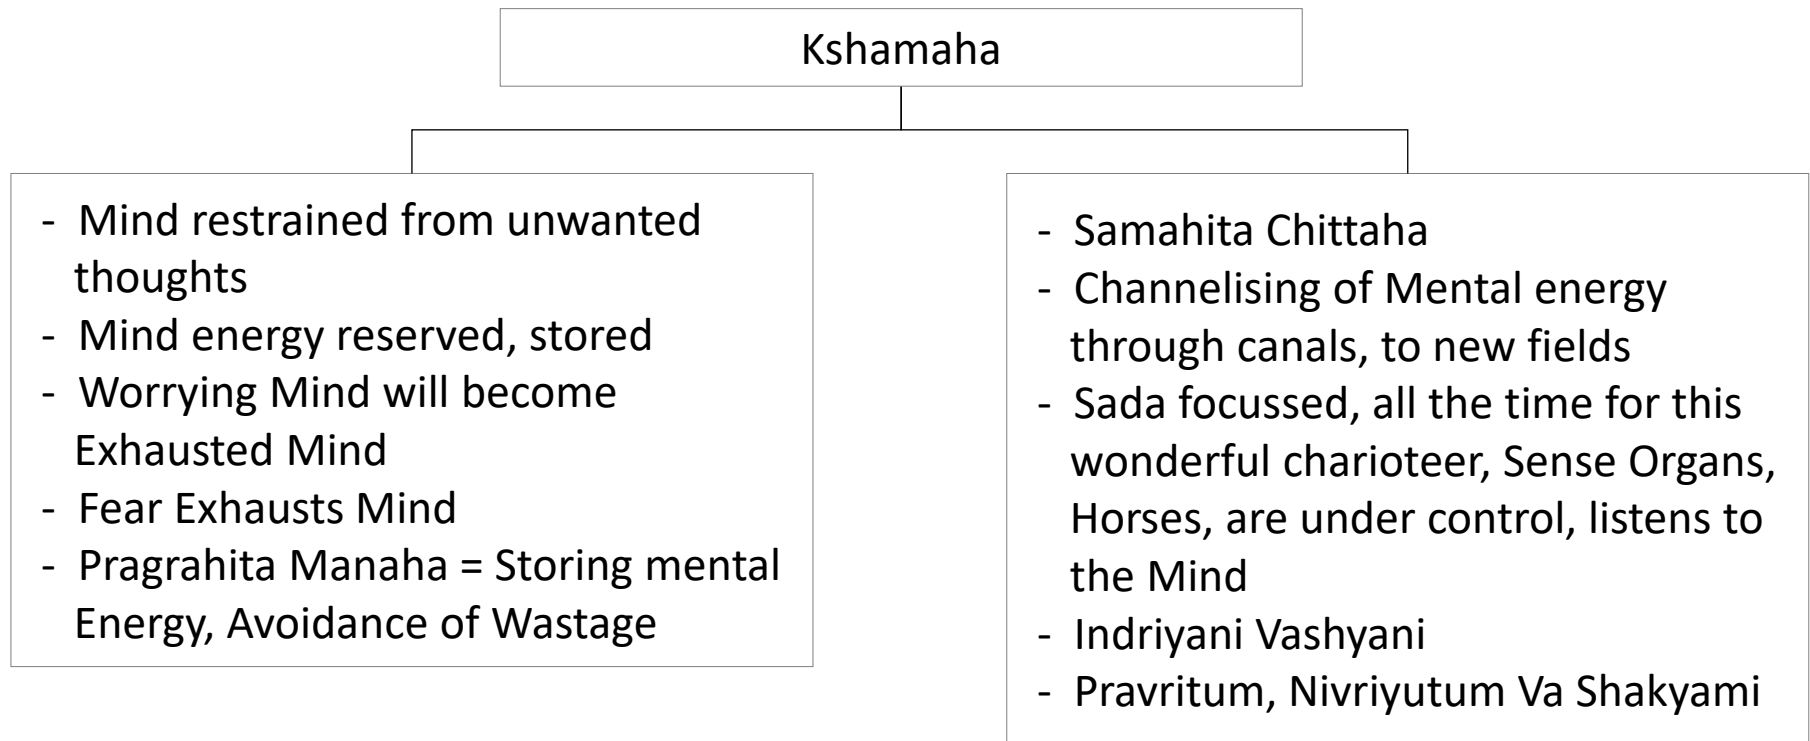 Kshamaha
- Mind restrained from unwanted
thoughts
- Mind energy reserved, stored
- Worrying Mind will become
Exhausted Mind
- Fear Exhausts Mind
- Pragrahita Manaha = Storing mental
Energy, Avoidance of Wastage
- Samahita Chittaha
- Channelising of Mental energy
through canals, to new fields
- Sada focussed, all the time for this
wonderful charioteer, Sense Organs,
Horses, are under control, listens to
the Mind
- Indriyani Vashyani
- Pravritum, Nivriyutum Va Shakyami